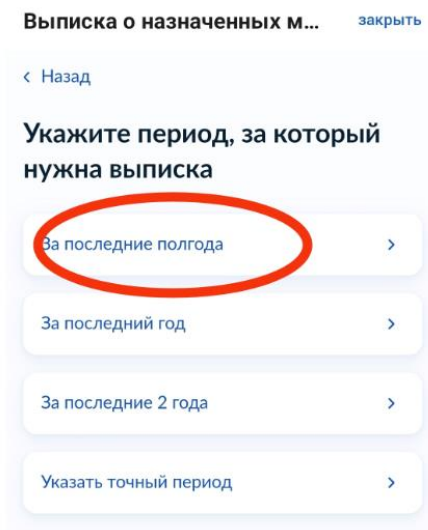 Выписка о назначенных м... закрыть
Назад
Укажите период, за который
нужна выписка
За последние полгода
За последний год
За последние 2 года
Указать точный период